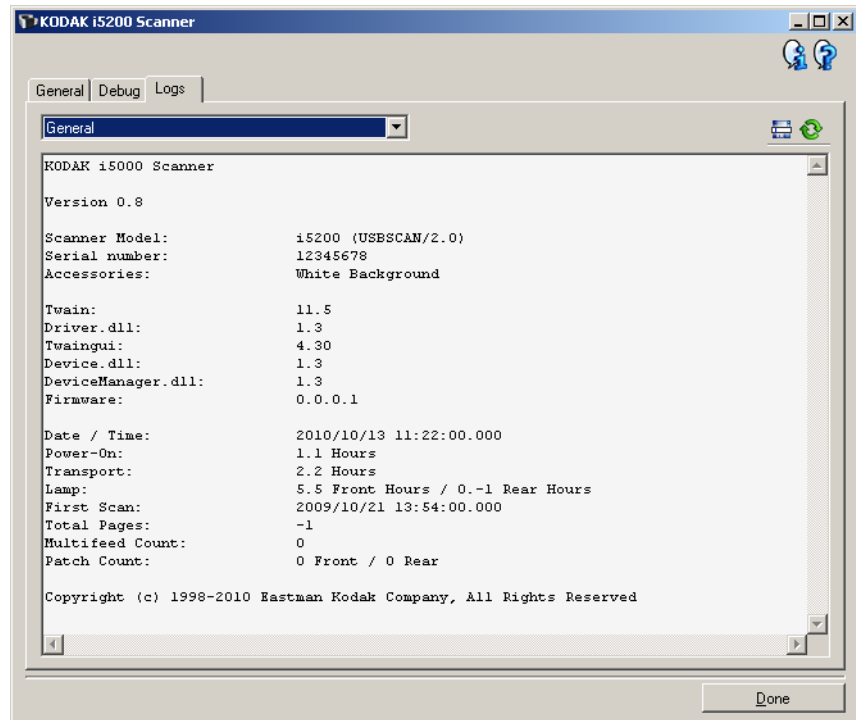 KODAK i5200 Scanner
General Debug Logs
General
KODAK i5000 Scanner
Version 0.8
Scanner Model: i5200 (USBSCAN/2.0)
Serial number: 12345678
Accessories: White Background
Twain: 11.5
Driver.dll: 1.3
Twaingui: 4.30
Device.dll: 1.3
DeviceManager.dll: 1.3
Firmware: 0.0.0.1
Date / Time: 2010/10/13 11:22:00.000
Power-On: 1.1 Hours
Transport: 2.2 Hours
Lamp: 5.5 Front Hours / 0.-1 Rear Hours
First Scan: 2009/10/21 13:54:00.000
Total Pages: -1
Multifeed Count: 0
Patch Count: 0 Front / 0 Rear
Copyright (c) 1998-2010 Eastman Kodak Company, All Rights Reserved
Done